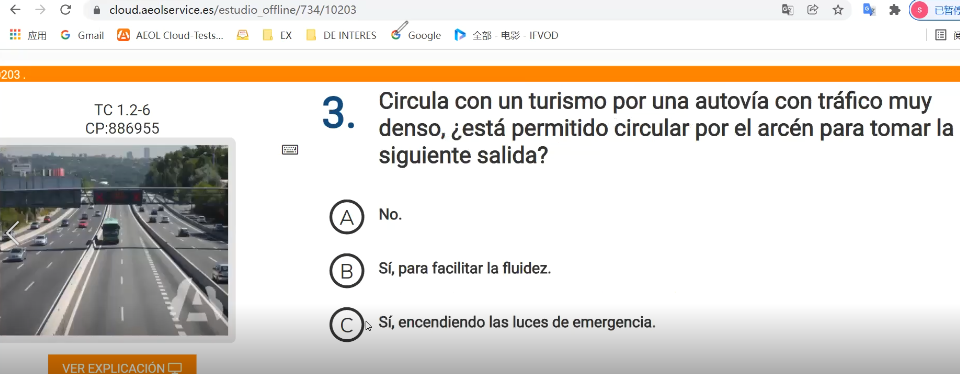 cloud.aeolservice.es/estudio_offline/734/10203
S 已暂停
应用 Gmail AEOL Cloud-Tests... EX DE INTERES Google 全部 - 电影 - IFVOD
203 .
TC 1.2-6
CP:886955
3. Circula con un turismo por una autovía con tráfico muy
denso, ¿está permitido circular por el arcén para tomar la
siguiente salida?
A No.
B Sí, para facilitar la fluidez.
C Sí, encendiendo las luces de emergencia.
VER EXPLICACIÓN